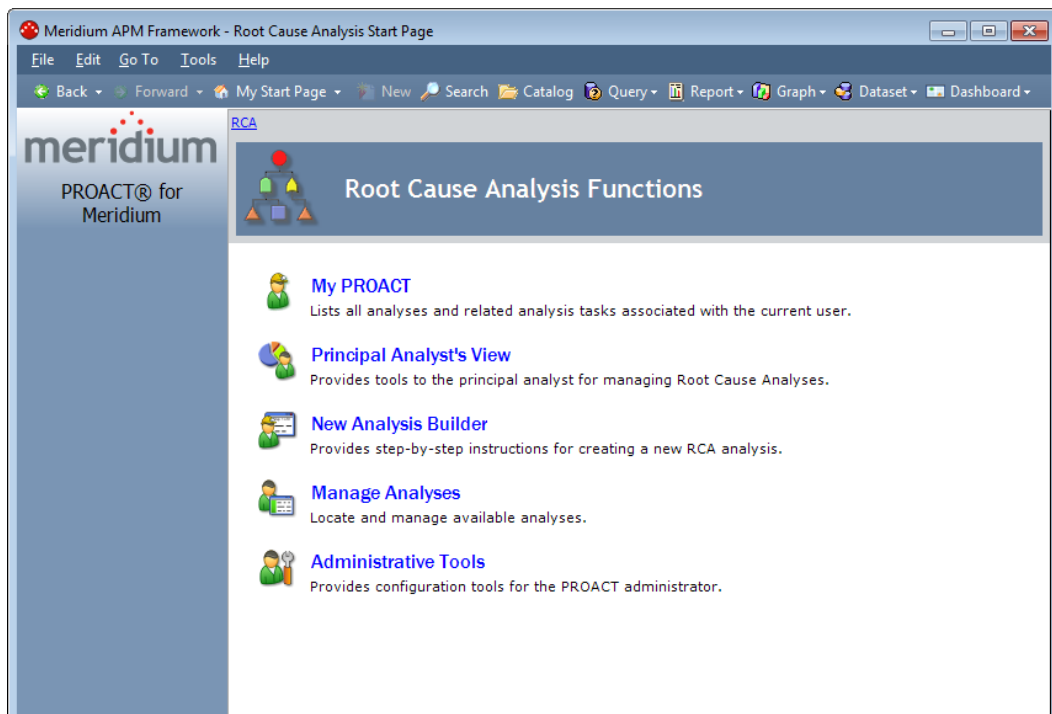 Meridium APM Framework - Root Cause Analysis Start Page
File Edit Go To Tools Help
Back Forward My Start Page New Search Catalog Query Report Graph Dataset Dashboard
RCA
meridium
PROACT® for
Meridium
Root Cause Analysis Functions
My PROACT
Lists all analyses and related analysis tasks associated with the current user.
Principal Analyst's View
Provides tools to the principal analyst for managing Root Cause Analyses.
New Analysis Builder
Provides step-by-step instructions for creating a new RCA analysis.
Manage Analyses
Locate and manage available analyses.
Administrative Tools
Provides configuration tools for the PROACT administrator.